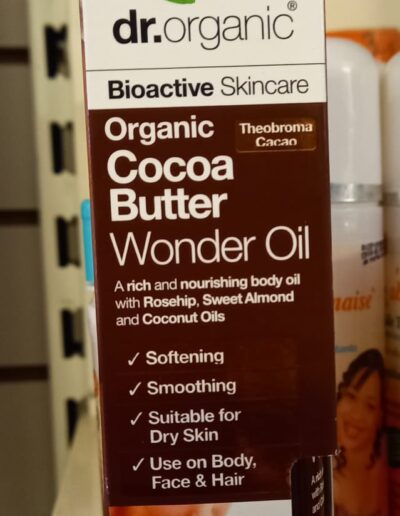 dr.organic®
Bioactive Skincare
Organic
Theobroma
Cacao
Cocoa
Butter
Wonder Oil
A rich and nourishing body oil
with Rosehip, Sweet Almond
and Coconut Oils
✓ Softening
✓ Smoothing
✓ Suitable for
Dry Skin
✓ Use on Body,
Face & Hair